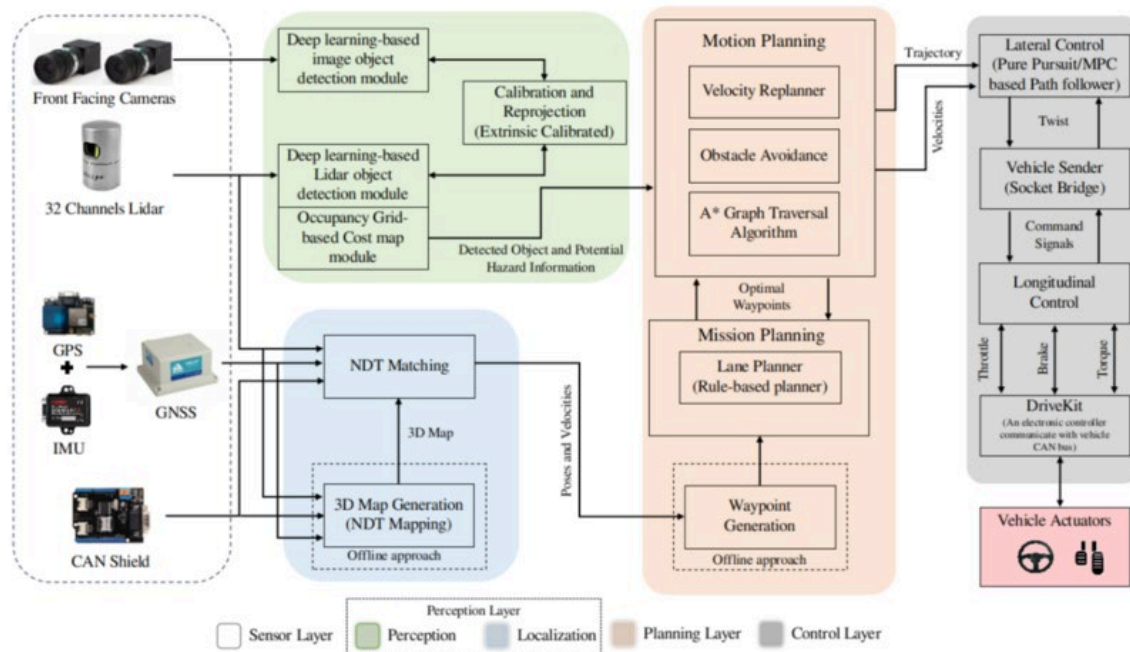 Front Facing Cameras
32 Channels Lidar
GPS
+
IMU
GNSS
CAN Shield
Deep learning-based
image object
detection module
Calibration and
Reprojection
(Extrinsic Calibrated)
Deep learning-based
Lidar object
detection module
Occupancy Grid-
based Cost map
module
Detected Object and Potential
Hazard Information
NDT Matching
3D Map
3D Map Generation
(NDT Mapping)
Offline approach
Poses and Velocities
Motion Planning
Velocity Replanner
Obstacle Avoidance
A* Graph Traversal
Algorithm
Optimal
Waypoints
Mission Planning
Lane Planner
(Rule-based planner)
Waypoint
Generation
Offline approach
Trajectory
Velocities
Lateral Control
(Pure Pursuit/MPC
based Path follower)
Twist
Vehicle Sender
(Socket Bridge)
Command
Signals
Longitudinal
Control
Throttle
Brake
Torque
DriveKit
(An electronic controller
communicate with vehicle
CAN bus)
Vehicle Actuators
Perception Layer
Sensor Layer
Perception
Localization
Planning Layer
Control Layer